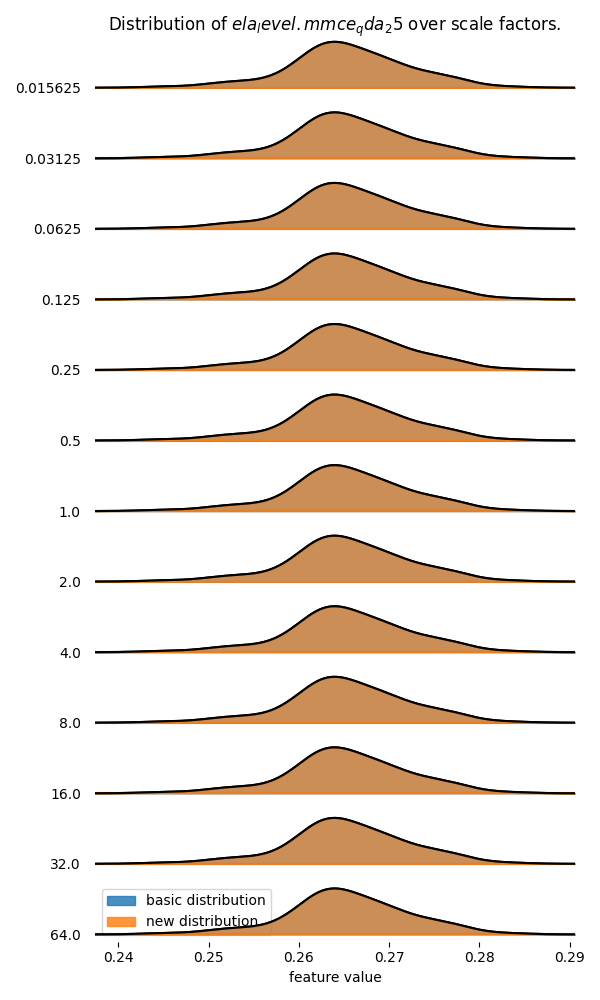 Distribution of elaₗevel.mmce_qda₂5 over scale factors.
0.015625
0.03125
0.0625
0.125
0.25
0.5
1.0
2.0
4.0
8.0
16.0
32.0
basic distribution
new distribution
64.0
0.24 0.25 0.26 0.27 0.28 0.29
feature value